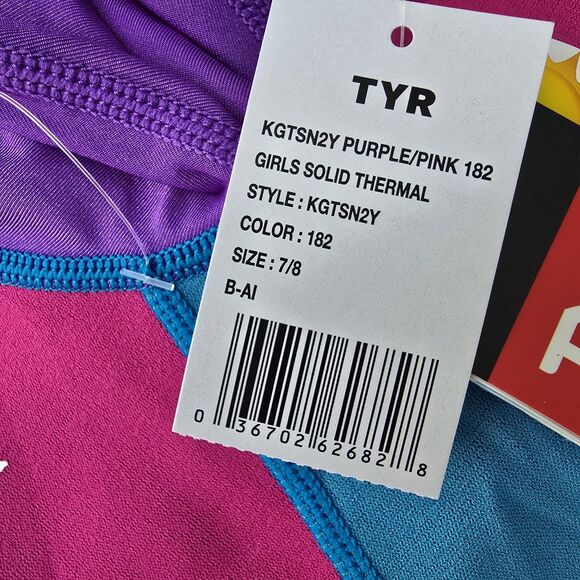 TYR
KGTSN2Y PURPLE/PINK 182
GIRLS SOLID THERMAL
STYLE : KGTSN2Y
COLOR : 182
SIZE : 7/8
B-AI
0 36702 62682 8